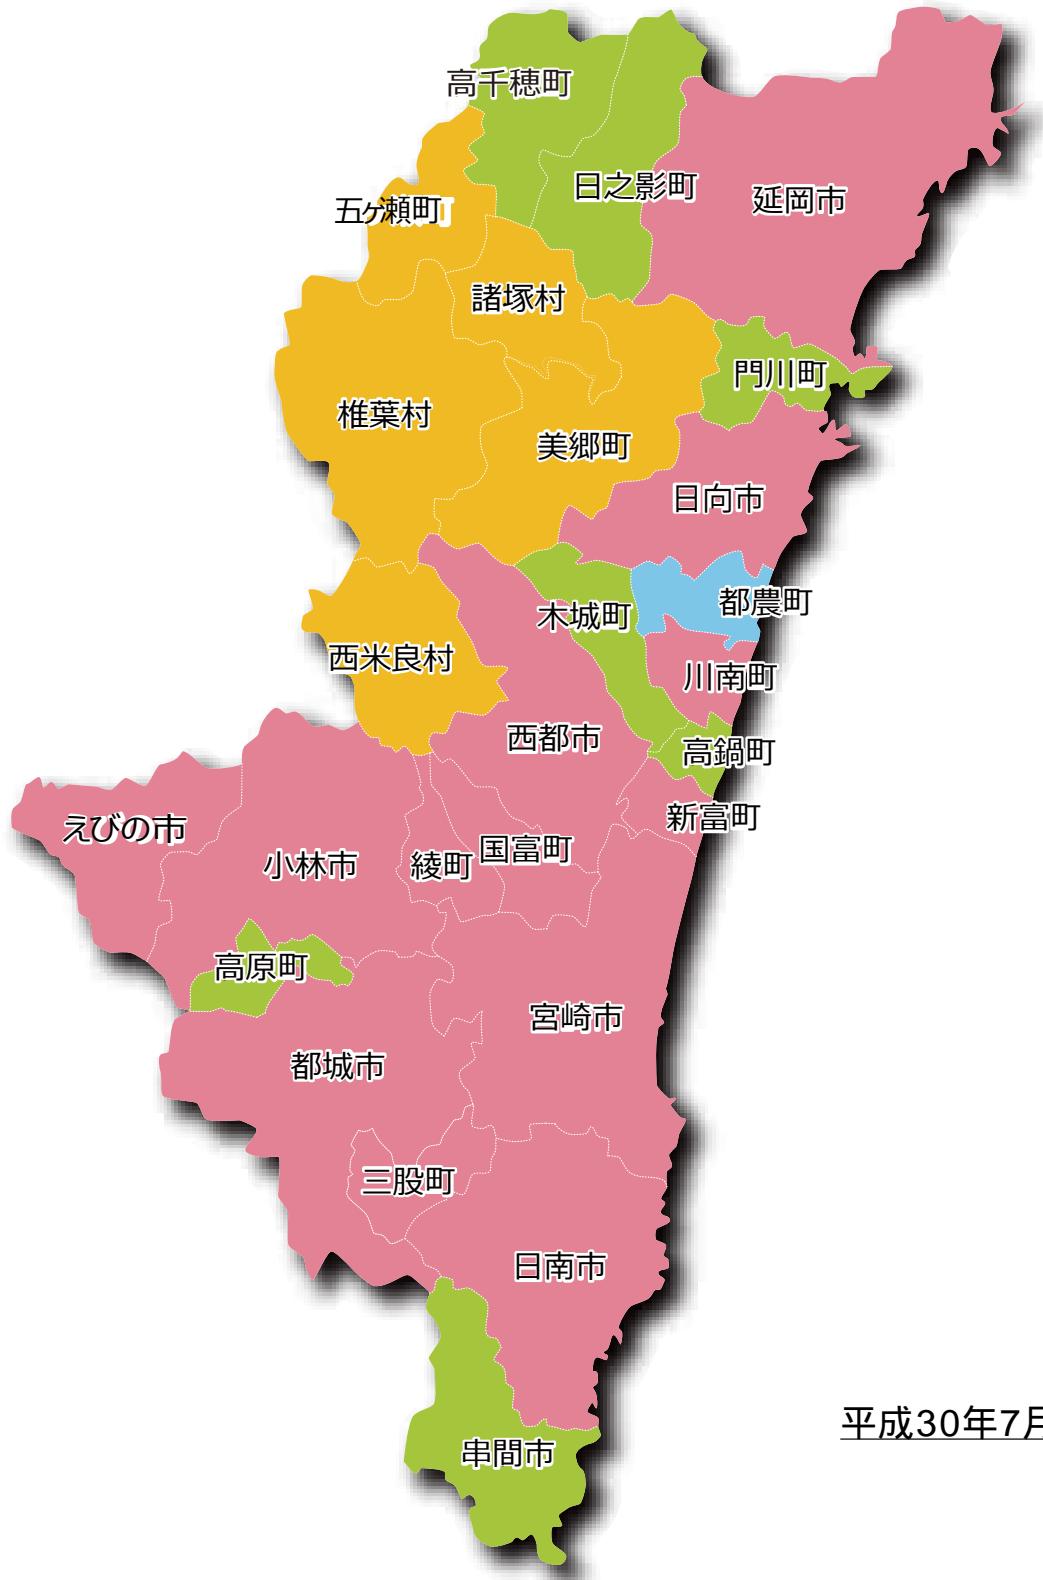 高千穂町
日之影町
延岡市
五ヶ瀬町
諸塚村
門川町
椎葉村
美郷町
日向市
都農町
木城町
西米良村
川南町
西都市
高鍋町
新富町
えびの市
国富町
小林市
綾町
高原町
宮崎市
都城市
三股町
日南市
平成30年7月
串間市